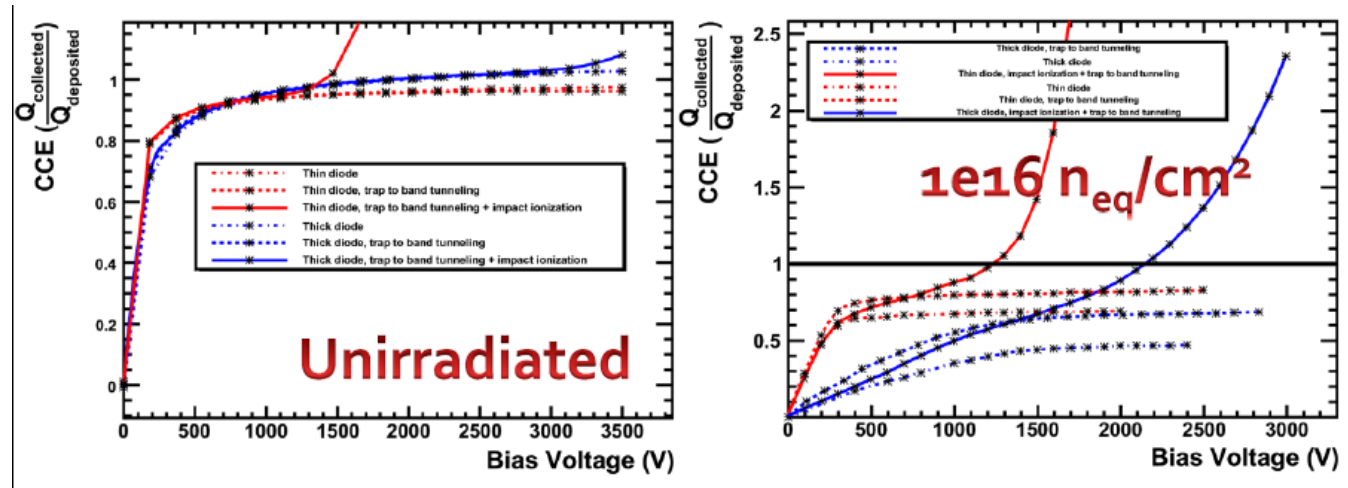 CCE ( Q collected / Q deposited )
1
0.8
0.6
0.4
0.2
0
Thin diode
Thin diode, trap to band tunneling
Thin diode, trap to band tunneling + impact ionization
Thick diode
Thick diode, trap to band tunneling
Thick diode, trap to band tunneling + impact ionization
Unirradiated
0 500 1000 1500 2000 2500 3000 3500
Bias Voltage (V)
CCE ( Q collected / Q deposited )
2.5
2
1.5
1
0.5
Thick diode, trap to band tunneling
Thick diode
Thin diode, impact ionization + trap to band tunneling
Thin diode
Thin diode, trap to band tunneling
Thick diode, impact ionization + trap to band tunneling
1e16 neq/cm²
0 500 1000 1500 2000 2500 3000
Bias Voltage (V)